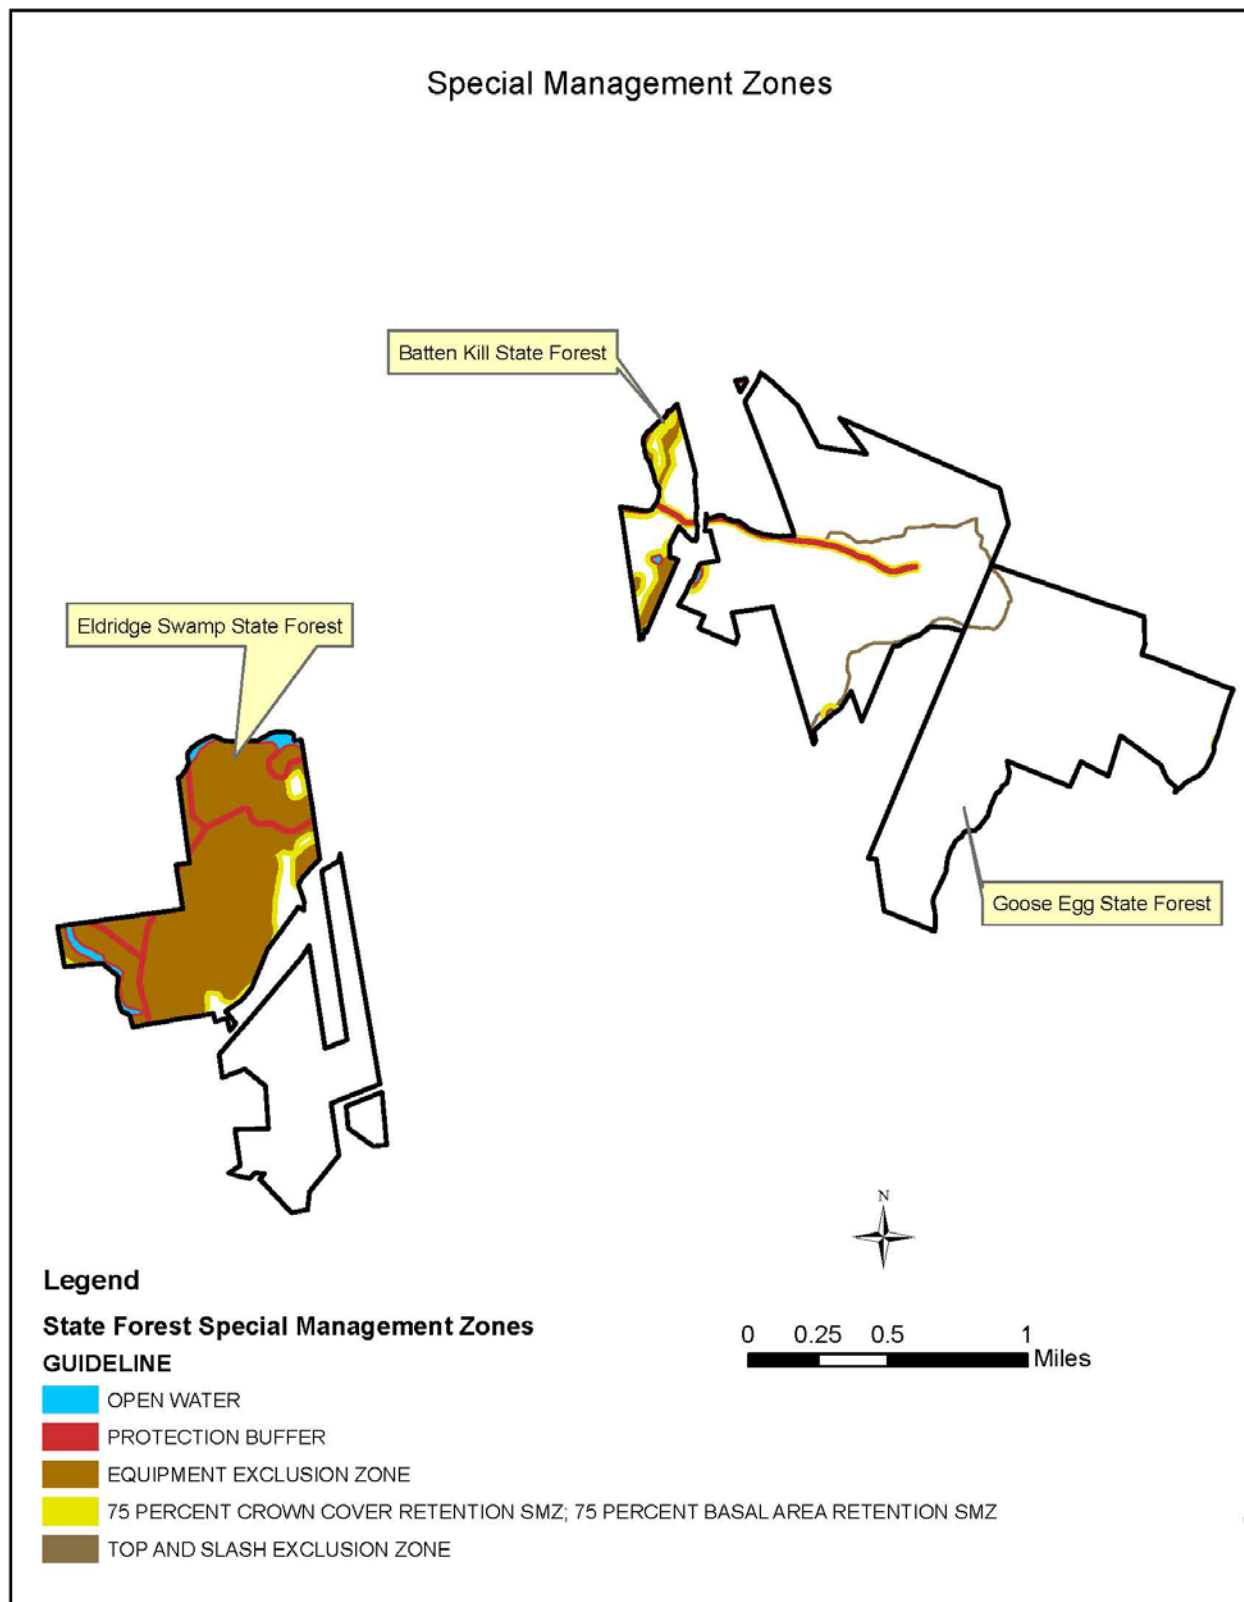 Special Management Zones
Batten Kill State Forest
Eldridge Swamp State Forest
Goose Egg State Forest
N
Legend
State Forest Special Management Zones
GUIDELINE
OPEN WATER
PROTECTION BUFFER
EQUIPMENT EXCLUSION ZONE
75 PERCENT CROWN COVER RETENTION SMZ; 75 PERCENT BASAL AREA RETENTION SMZ
TOP AND SLASH EXCLUSION ZONE
0 0.25 0.5 1
Miles